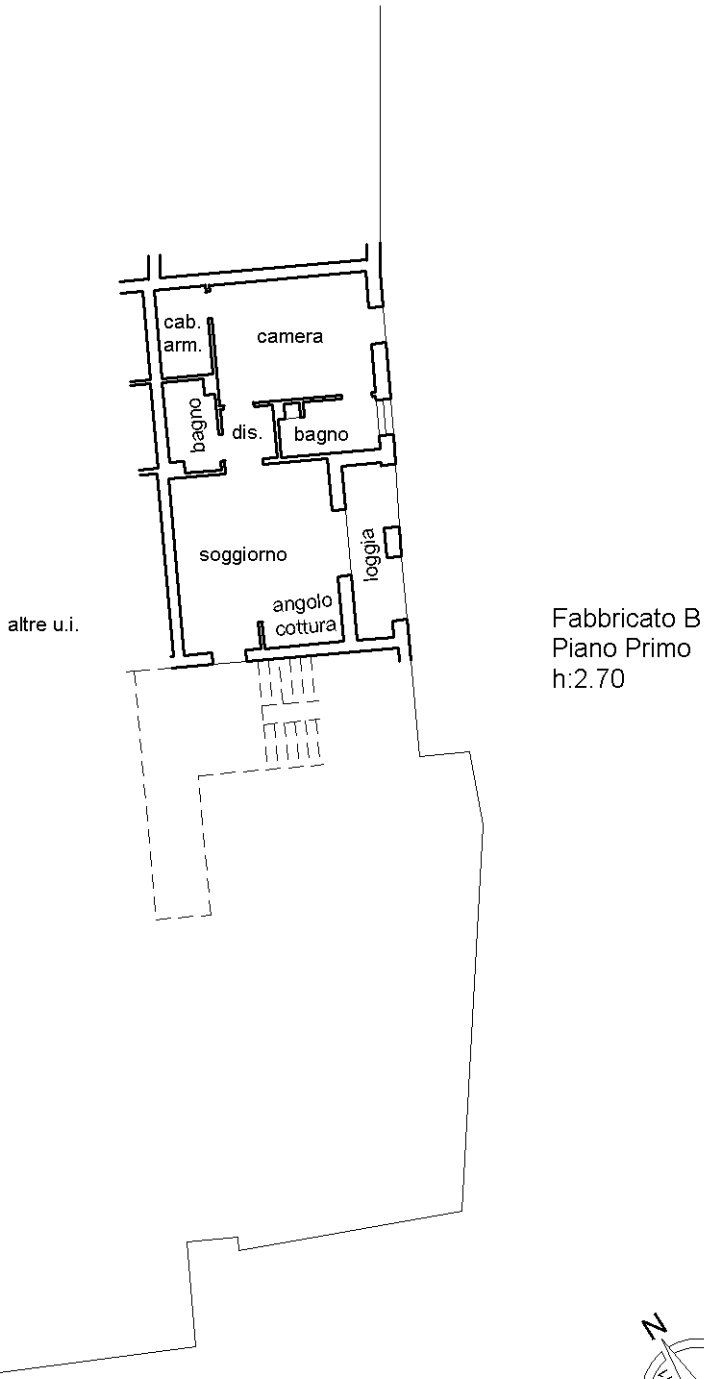 cab.
arm.
camera
bagno
dis.
bagno
soggiorno
loggia
angolo
cottura
altre u.i.
Fabbricato B
Piano Primo
h:2.70
N